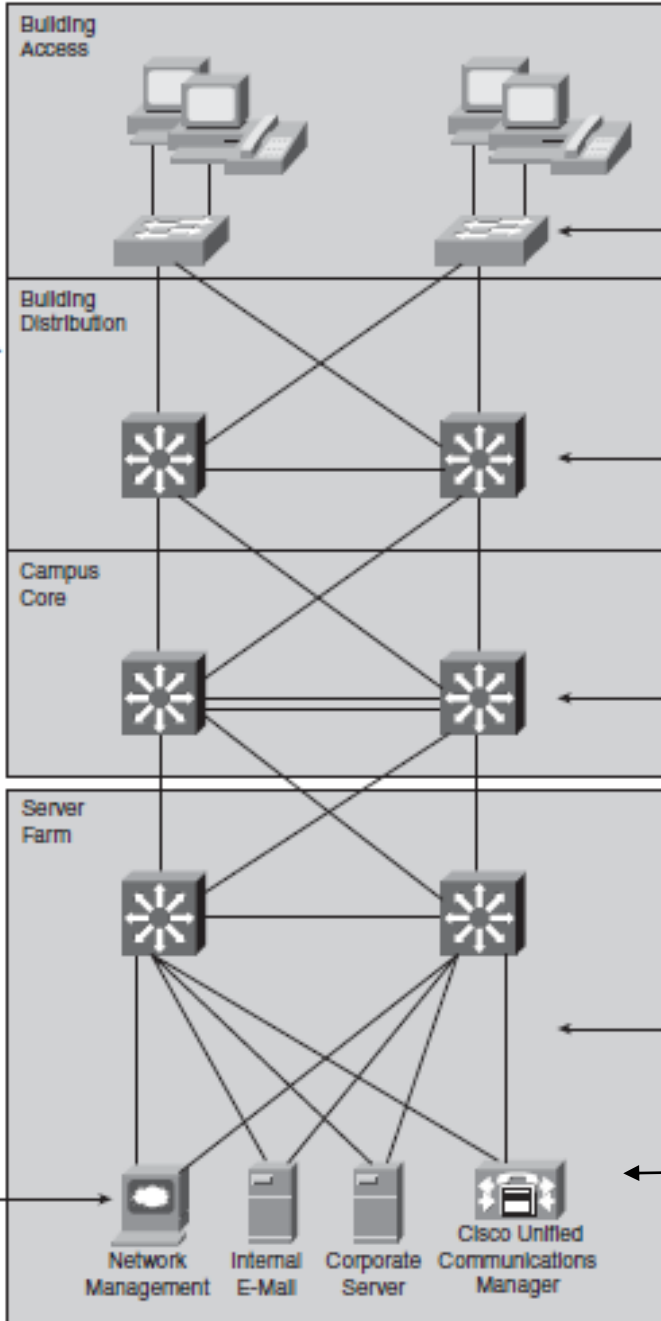 Building
Access
Building
Distribution
Campus
Core
Server
Farm
Network
Management
Internal
E-Mail
Corporate
Server
Cisco Unified
Communications
Manager